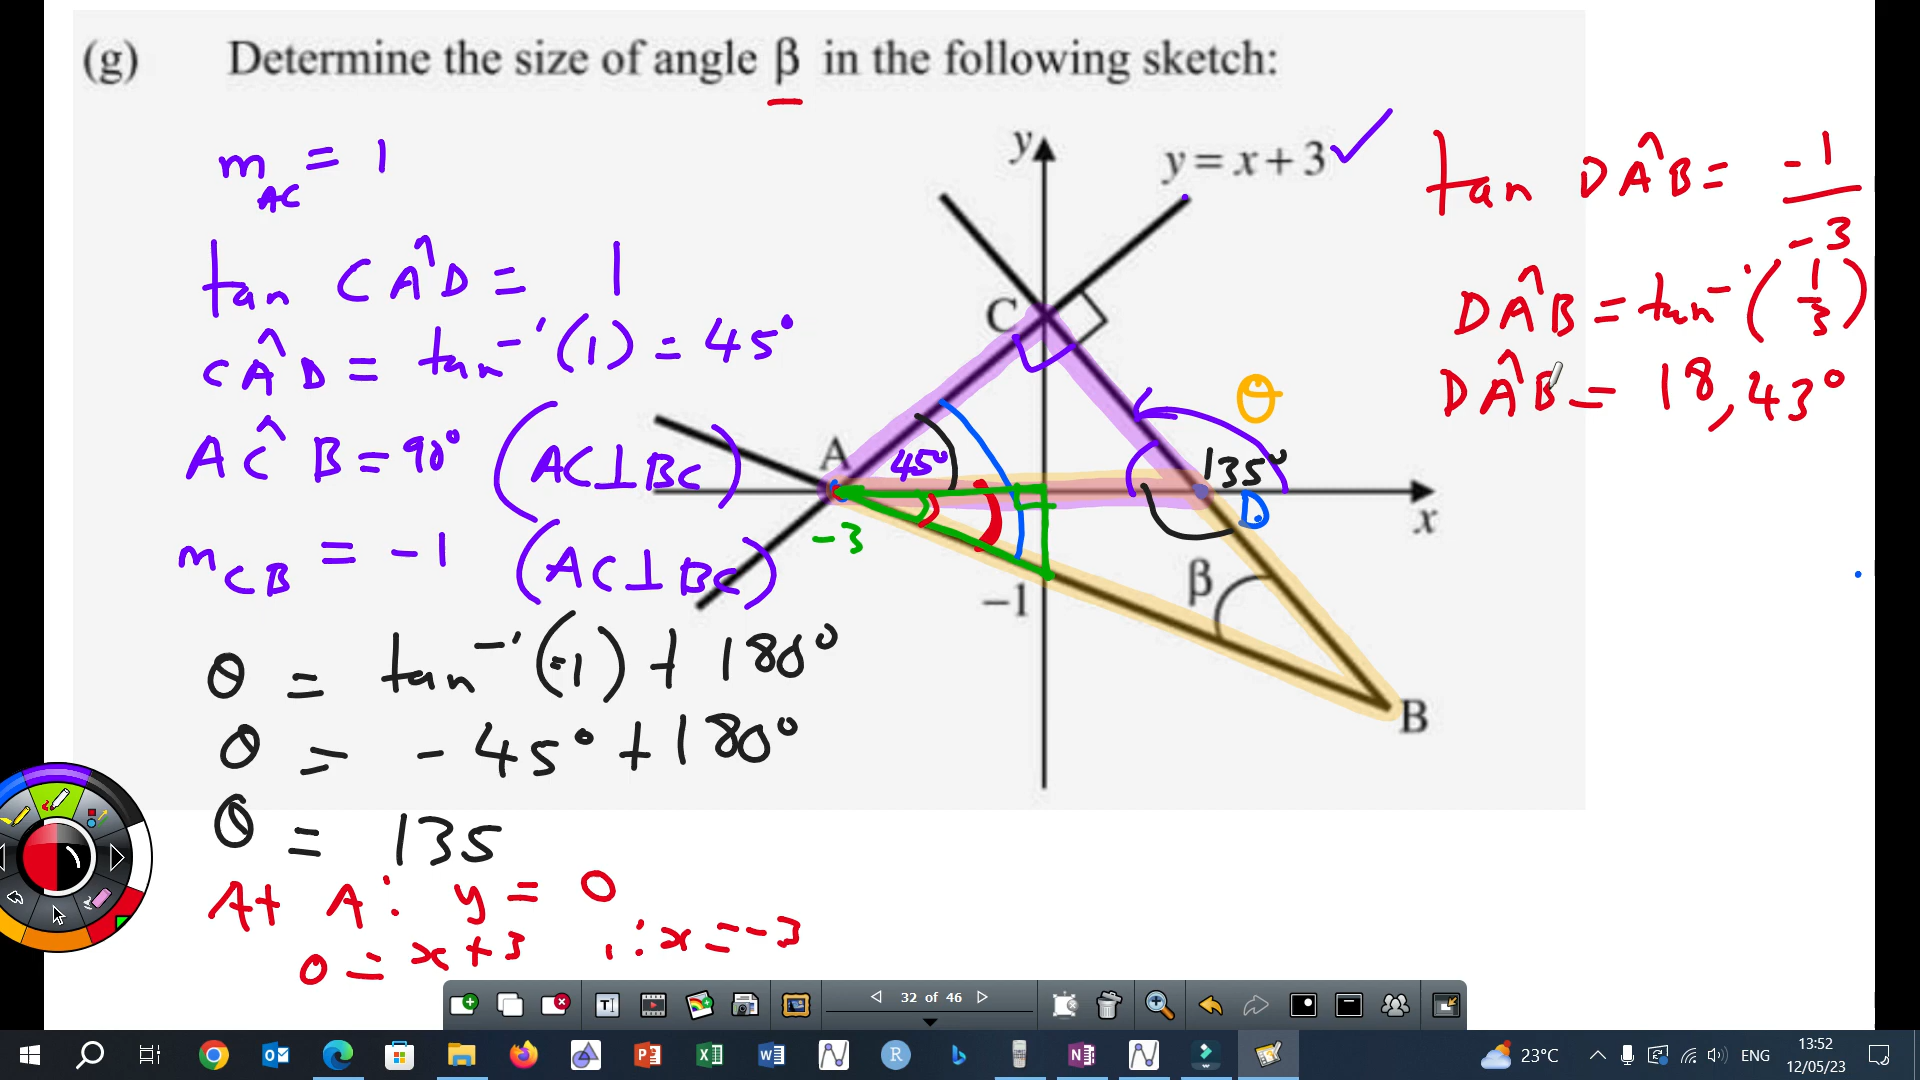 (g) Determine the size of angle β in the following sketch:
m_AC = 1
tan CÂD = 1
CÂD = tan⁻¹(1) = 45°
AĈB = 90° (AC⊥BC)
m_CB = -1 (AC⊥BC)
θ = tan⁻¹(-1) + 180°
θ = -45° + 180°
θ = 135
At A: y = 0
0 = x + 3 ∴ x = -3
y
y = x + 3
C
θ
A
45°
135°
D
x
-3
β
−1
B
tan DÂB = -1/-3
DÂB = tan⁻¹(1/3)
DÂB = 18,43°
32 of 46
23°C
ENG
13:52
12/05/23